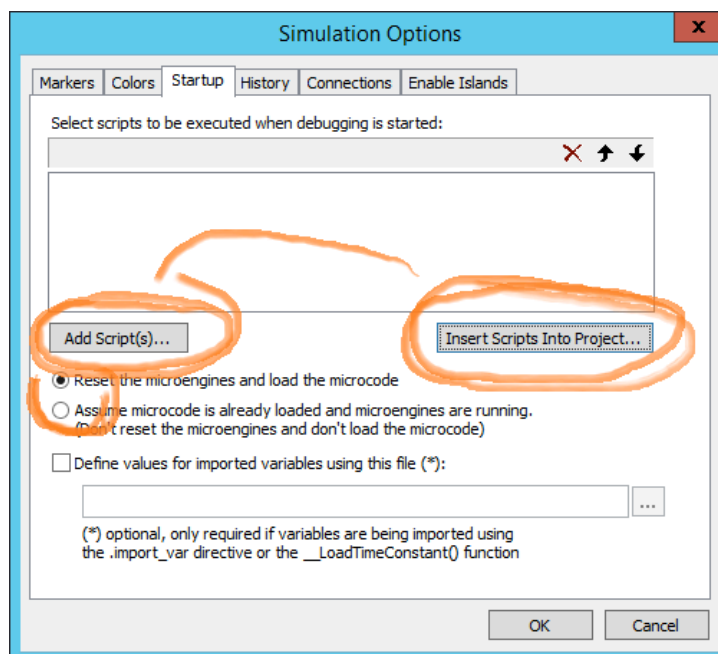 Simulation Options
x
Markers Colors Startup History Connections Enable Islands
Select scripts to be executed when debugging is started:
Add Script(s)... Insert Scripts Into Project...
Reset the microengines and load the microcode
Assume microcode is already loaded and microengines are running.
(Don't reset the microengines and don't load the microcode)
Define values for imported variables using this file (*):
...
(*) optional, only required if variables are being imported using
the .import_var directive or the __LoadTimeConstant() function
OK Cancel